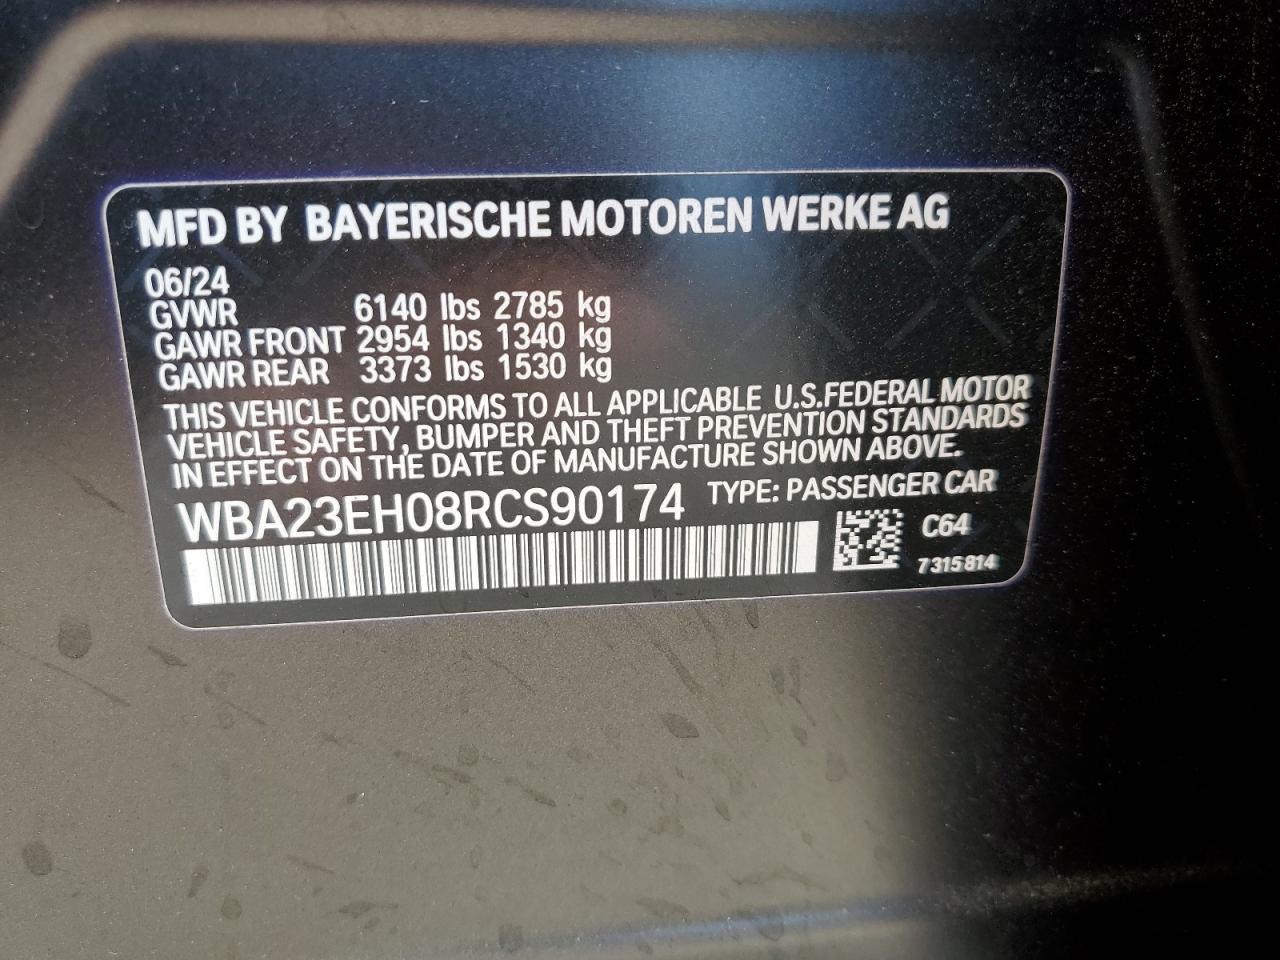 MFD BY BAYERISCHE MOTOREN WERKE AG
06/24
GVWR 6140 lbs 2785 kg
GAWR FRONT 2954 lbs 1340 kg
GAWR REAR 3373 lbs 1530 kg
THIS VEHICLE CONFORMS TO ALL APPLICABLE U.S.FEDERAL MOTOR
VEHICLE SAFETY, BUMPER AND THEFT PREVENTION STANDARDS
IN EFFECT ON THE DATE OF MANUFACTURE SHOWN ABOVE.
WBA23EH08RCS90174 TYPE: PASSENGER CAR
C64
7315814